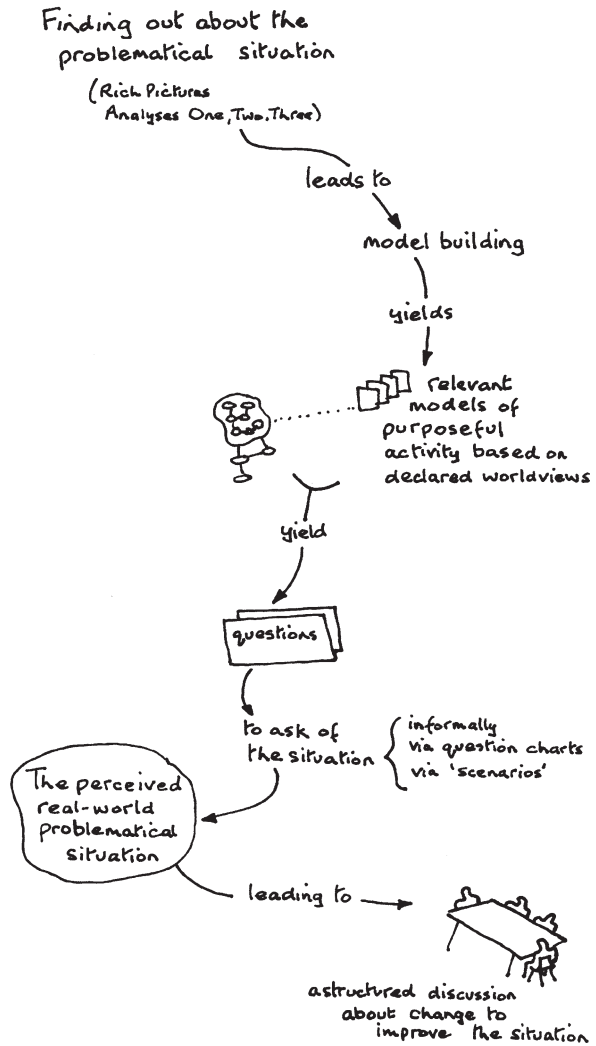 Finding out about the
problematical situation
(Rich Pictures
Analyses One, Two, Three)
leads to
model building
yields
relevant
models of
purposeful
activity based on
declared worldviews
yield
questions
to ask of
the situation
informally
via question charts
via 'scenarios'
The perceived
real-world
problematical
situation
leading to
a structured discussion
about change to
improve the situation